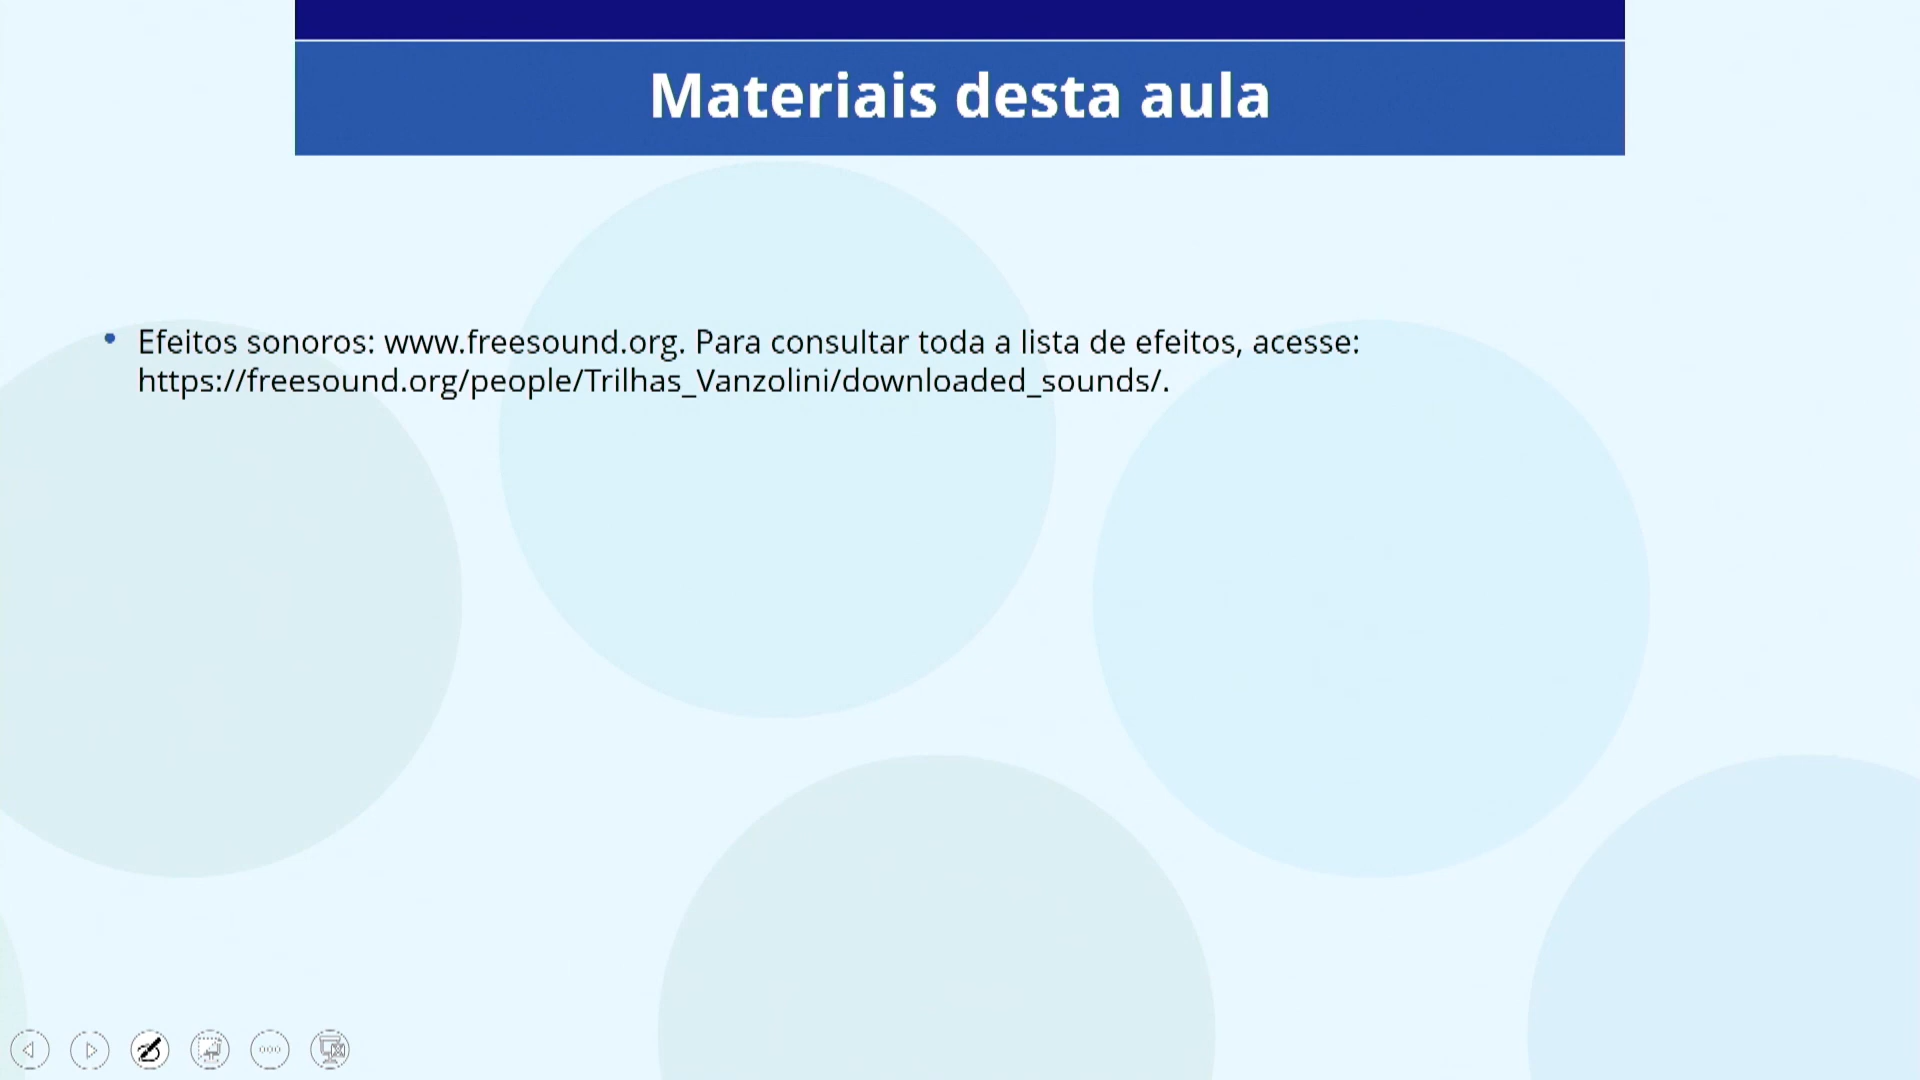 Materiais desta aula
• Efeitos sonoros: www.freesound.org. Para consultar toda a lista de efeitos, acesse:
https://freesound.org/people/Trilhas_Vanzolini/downloaded_sounds/.